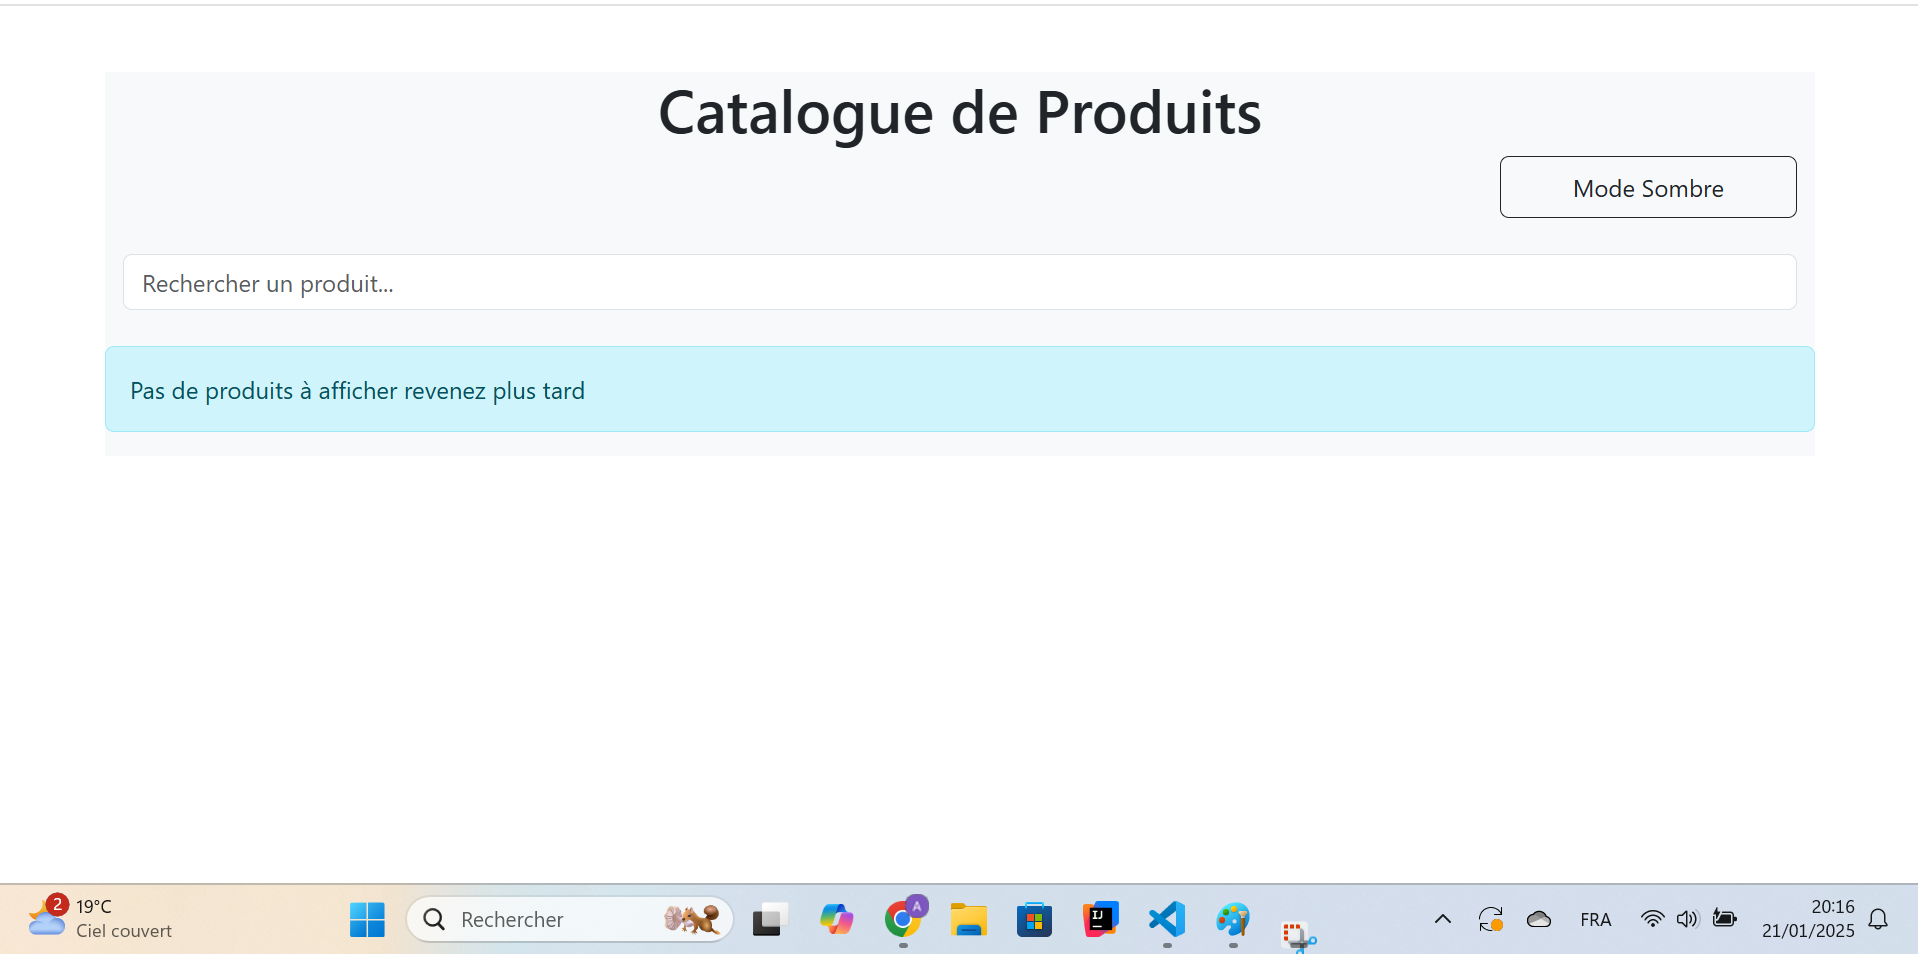 Catalogue de Produits
Mode Sombre
Rechercher un produit...
Pas de produits à afficher revenez plus tard
2
19°C
Ciel couvert
Rechercher
A
IJ
FRA
20:16
21/01/2025